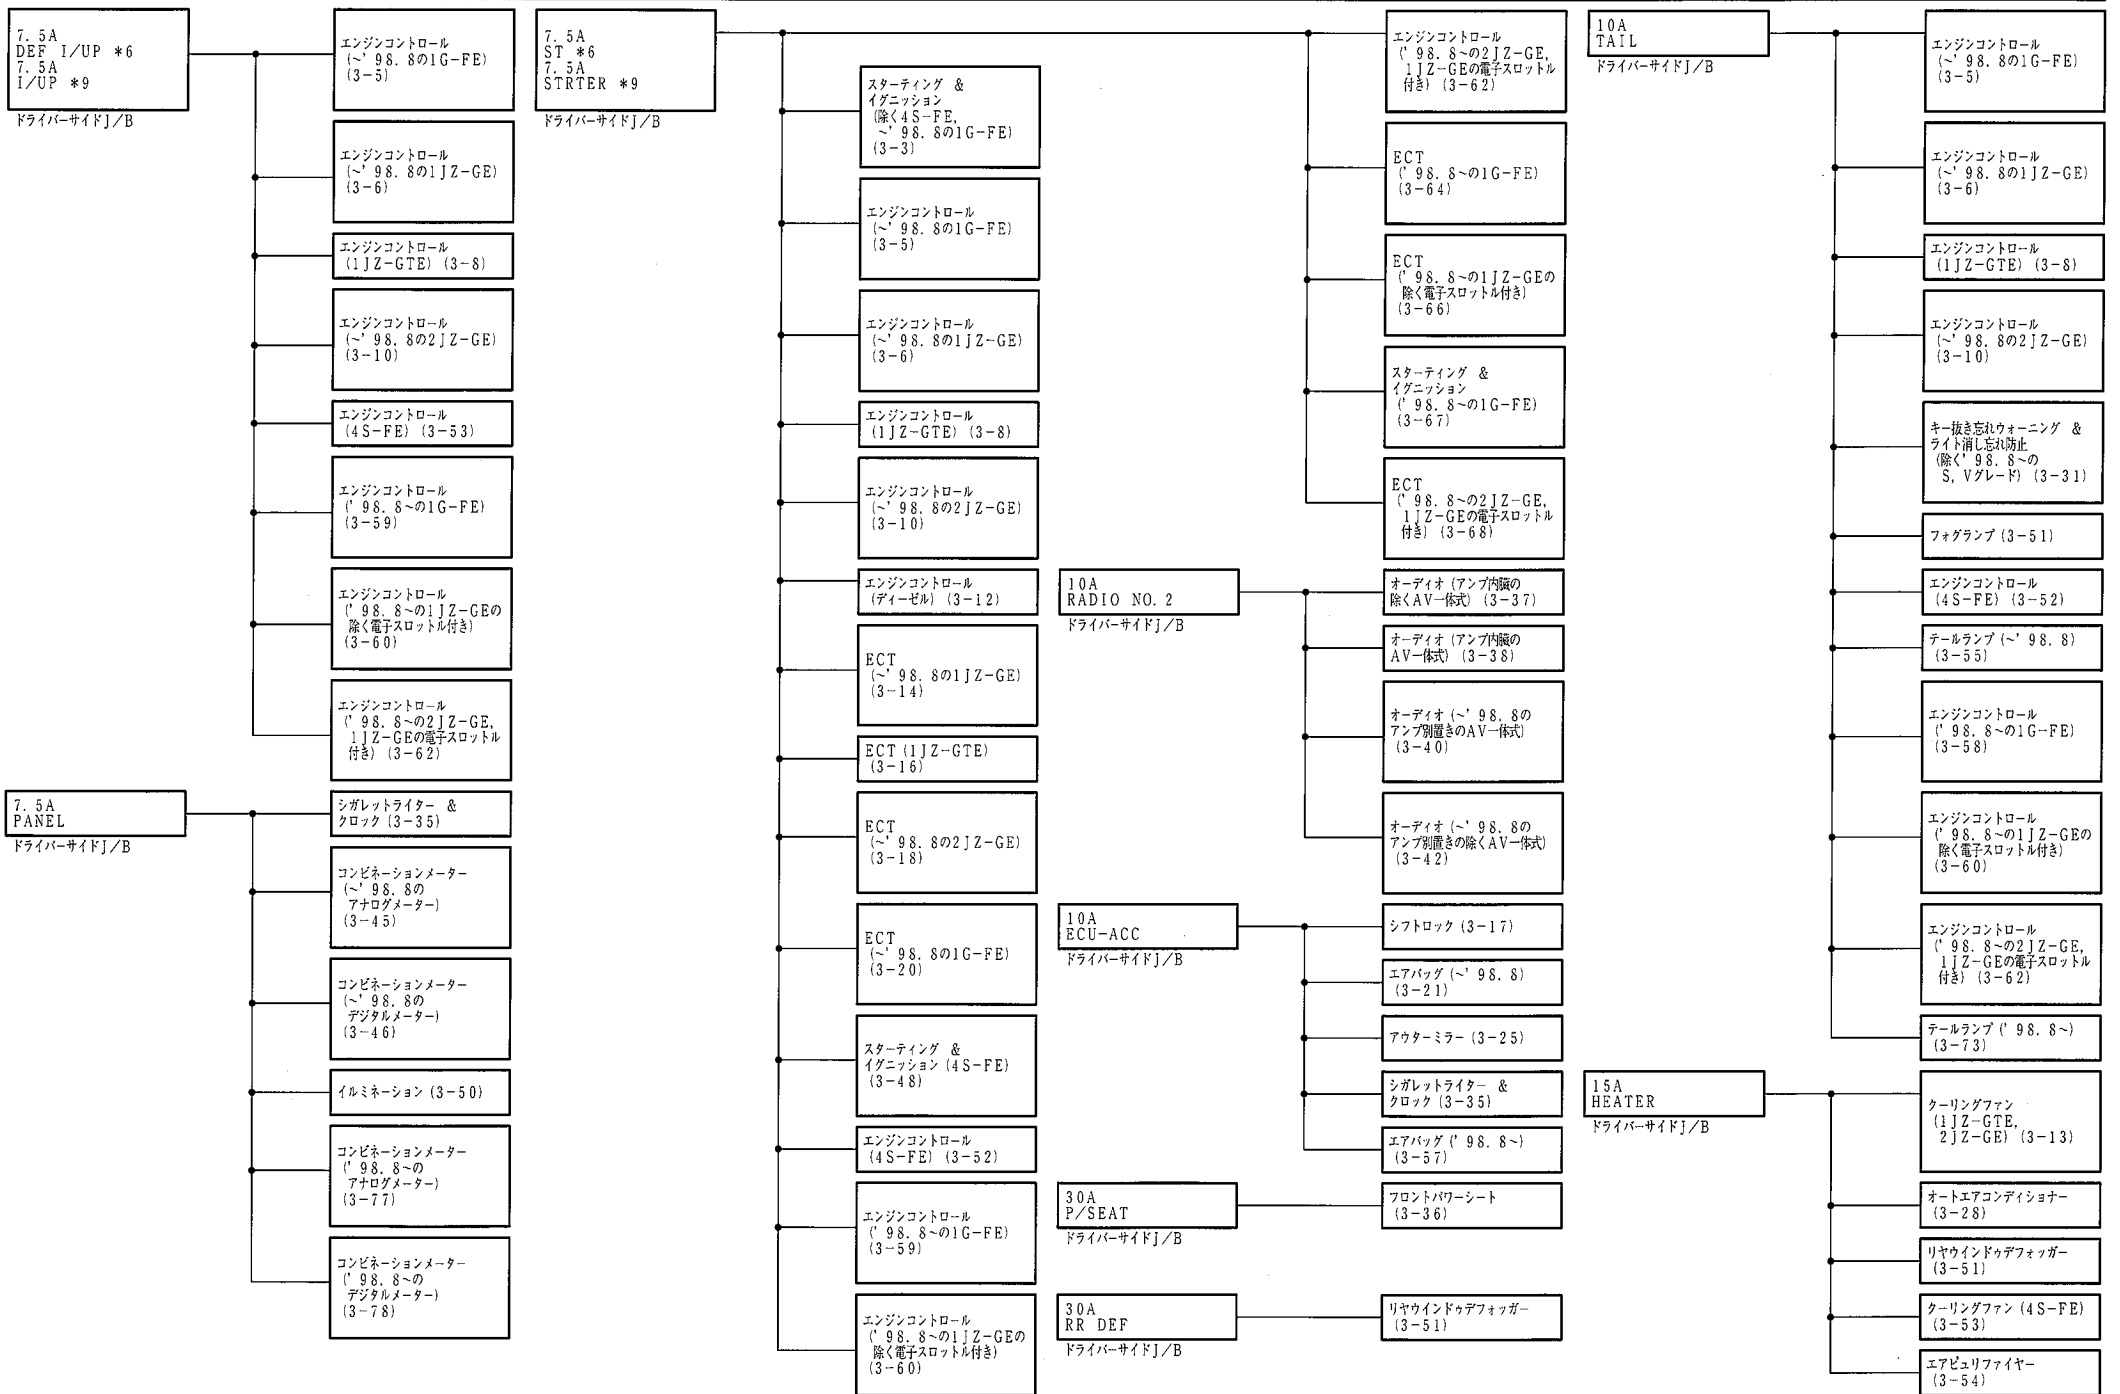 7. 5A
DEF I/UP *6
7. 5A
I/UP *9
ドライバーサイドJ/B
エンジンコントロール
(~'98. 8の1G-FE)
(3-5)
エンジンコントロール
(~'98. 8の1JZ-GE)
(3-6)
エンジンコントロール
(1JZ-GTE) (3-8)
エンジンコントロール
(~'98. 8の2JZ-GE)
(3-10)
エンジンコントロール
(4S-FE) (3-53)
エンジンコントロール
('98. 8~の1G-FE)
(3-59)
エンジンコントロール
('98. 8~の1JZ-GEの
除く電子スロットル付き)
(3-60)
エンジンコントロール
('98. 8~の2JZ-GE,
1JZ-GEの電子スロットル
付き) (3-62)
7. 5A
PANEL
ドライバーサイドJ/B
シガレットライター &
クロック (3-35)
コンビネーションメーター
(~'98. 8の
アナログメーター)
(3-45)
コンビネーションメーター
(~'98. 8の
デジタルメーター)
(3-46)
イルミネーション (3-50)
コンビネーションメーター
('98. 8~の
アナログメーター)
(3-77)
コンビネーションメーター
('98. 8~の
デジタルメーター)
(3-78)
7. 5A
ST *6
7. 5A
STRTER *9
ドライバーサイドJ/B
スターティング &
イグニッション
(除く4S-FE,
~'98. 8の1G-FE)
(3-3)
エンジンコントロール
(~'98. 8の1G-FE)
(3-5)
エンジンコントロール
(~'98. 8の1JZ-GE)
(3-6)
エンジンコントロール
(1JZ-GTE) (3-8)
エンジンコントロール
(~'98. 8の2JZ-GE)
(3-10)
エンジンコントロール
(ディーゼル) (3-12)
ECT
(~'98. 8の1JZ-GE)
(3-14)
ECT (1JZ-GTE)
(3-16)
ECT
(~'98. 8の2JZ-GE)
(3-18)
ECT
(~'98. 8の1G-FE)
(3-20)
スターティング &
イグニッション (4S-FE)
(3-48)
エンジンコントロール
(4S-FE) (3-52)
エンジンコントロール
('98. 8~の1G-FE)
(3-59)
エンジンコントロール
('98. 8~の1JZ-GEの
除く電子スロットル付き)
(3-60)
エンジンコントロール
('98. 8~の2JZ-GE,
1JZ-GEの電子スロットル
付き) (3-62)
ECT
('98. 8~の1G-FE)
(3-64)
ECT
('98. 8~の1JZ-GEの
除く電子スロットル付き)
(3-66)
スターティング &
イグニッション
('98. 8~の1G-FE)
(3-67)
ECT
('98. 8~の2JZ-GE,
1JZ-GEの電子スロットル
付き) (3-68)
10A
RADIO NO. 2
ドライバーサイドJ/B
オーディオ (アンプ内臓の
除くAV一体式) (3-37)
オーディオ (アンプ内臓の
AV一体式) (3-38)
オーディオ (~'98. 8の
アンプ別置きのAV一体式)
(3-40)
オーディオ (~'98. 8の
アンプ別置きの除くAV一体式)
(3-42)
10A
ECU-ACC
ドライバーサイドJ/B
シフトロック (3-17)
エアバッグ (~'98. 8)
(3-21)
アウターミラー (3-25)
シガレットライター &
クロック (3-35)
エアバッグ ('98. 8~)
(3-57)
30A
P/SEAT
ドライバーサイドJ/B
フロントパワーシート
(3-36)
30A
RR DEF
ドライバーサイドJ/B
リヤウインドゥデフォッガー
(3-51)
10A
TAIL
ドライバーサイドJ/B
エンジンコントロール
(~'98. 8の1G-FE)
(3-5)
エンジンコントロール
(~'98. 8の1JZ-GE)
(3-6)
エンジンコントロール
(1JZ-GTE) (3-8)
エンジンコントロール
(~'98. 8の2JZ-GE)
(3-10)
キー抜き忘れウォーニング &
ライト消し忘れ防止
(除く'98. 8~の
S, Vグレード) (3-31)
フォグランプ (3-51)
エンジンコントロール
(4S-FE) (3-52)
テールランプ (~'98. 8)
(3-55)
エンジンコントロール
('98. 8~の1G-FE)
(3-58)
エンジンコントロール
('98. 8~の1JZ-GEの
除く電子スロットル付き)
(3-60)
エンジンコントロール
('98. 8~の2JZ-GE,
1JZ-GEの電子スロットル
付き) (3-62)
テールランプ ('98. 8~)
(3-73)
15A
HEATER
ドライバーサイドJ/B
クーリングファン
(1JZ-GTE,
2JZ-GE) (3-13)
オートエアコンディショナー
(3-28)
リヤウインドゥデフォッガー
(3-51)
クーリングファン (4S-FE)
(3-53)
エアピュリファイヤー
(3-54)